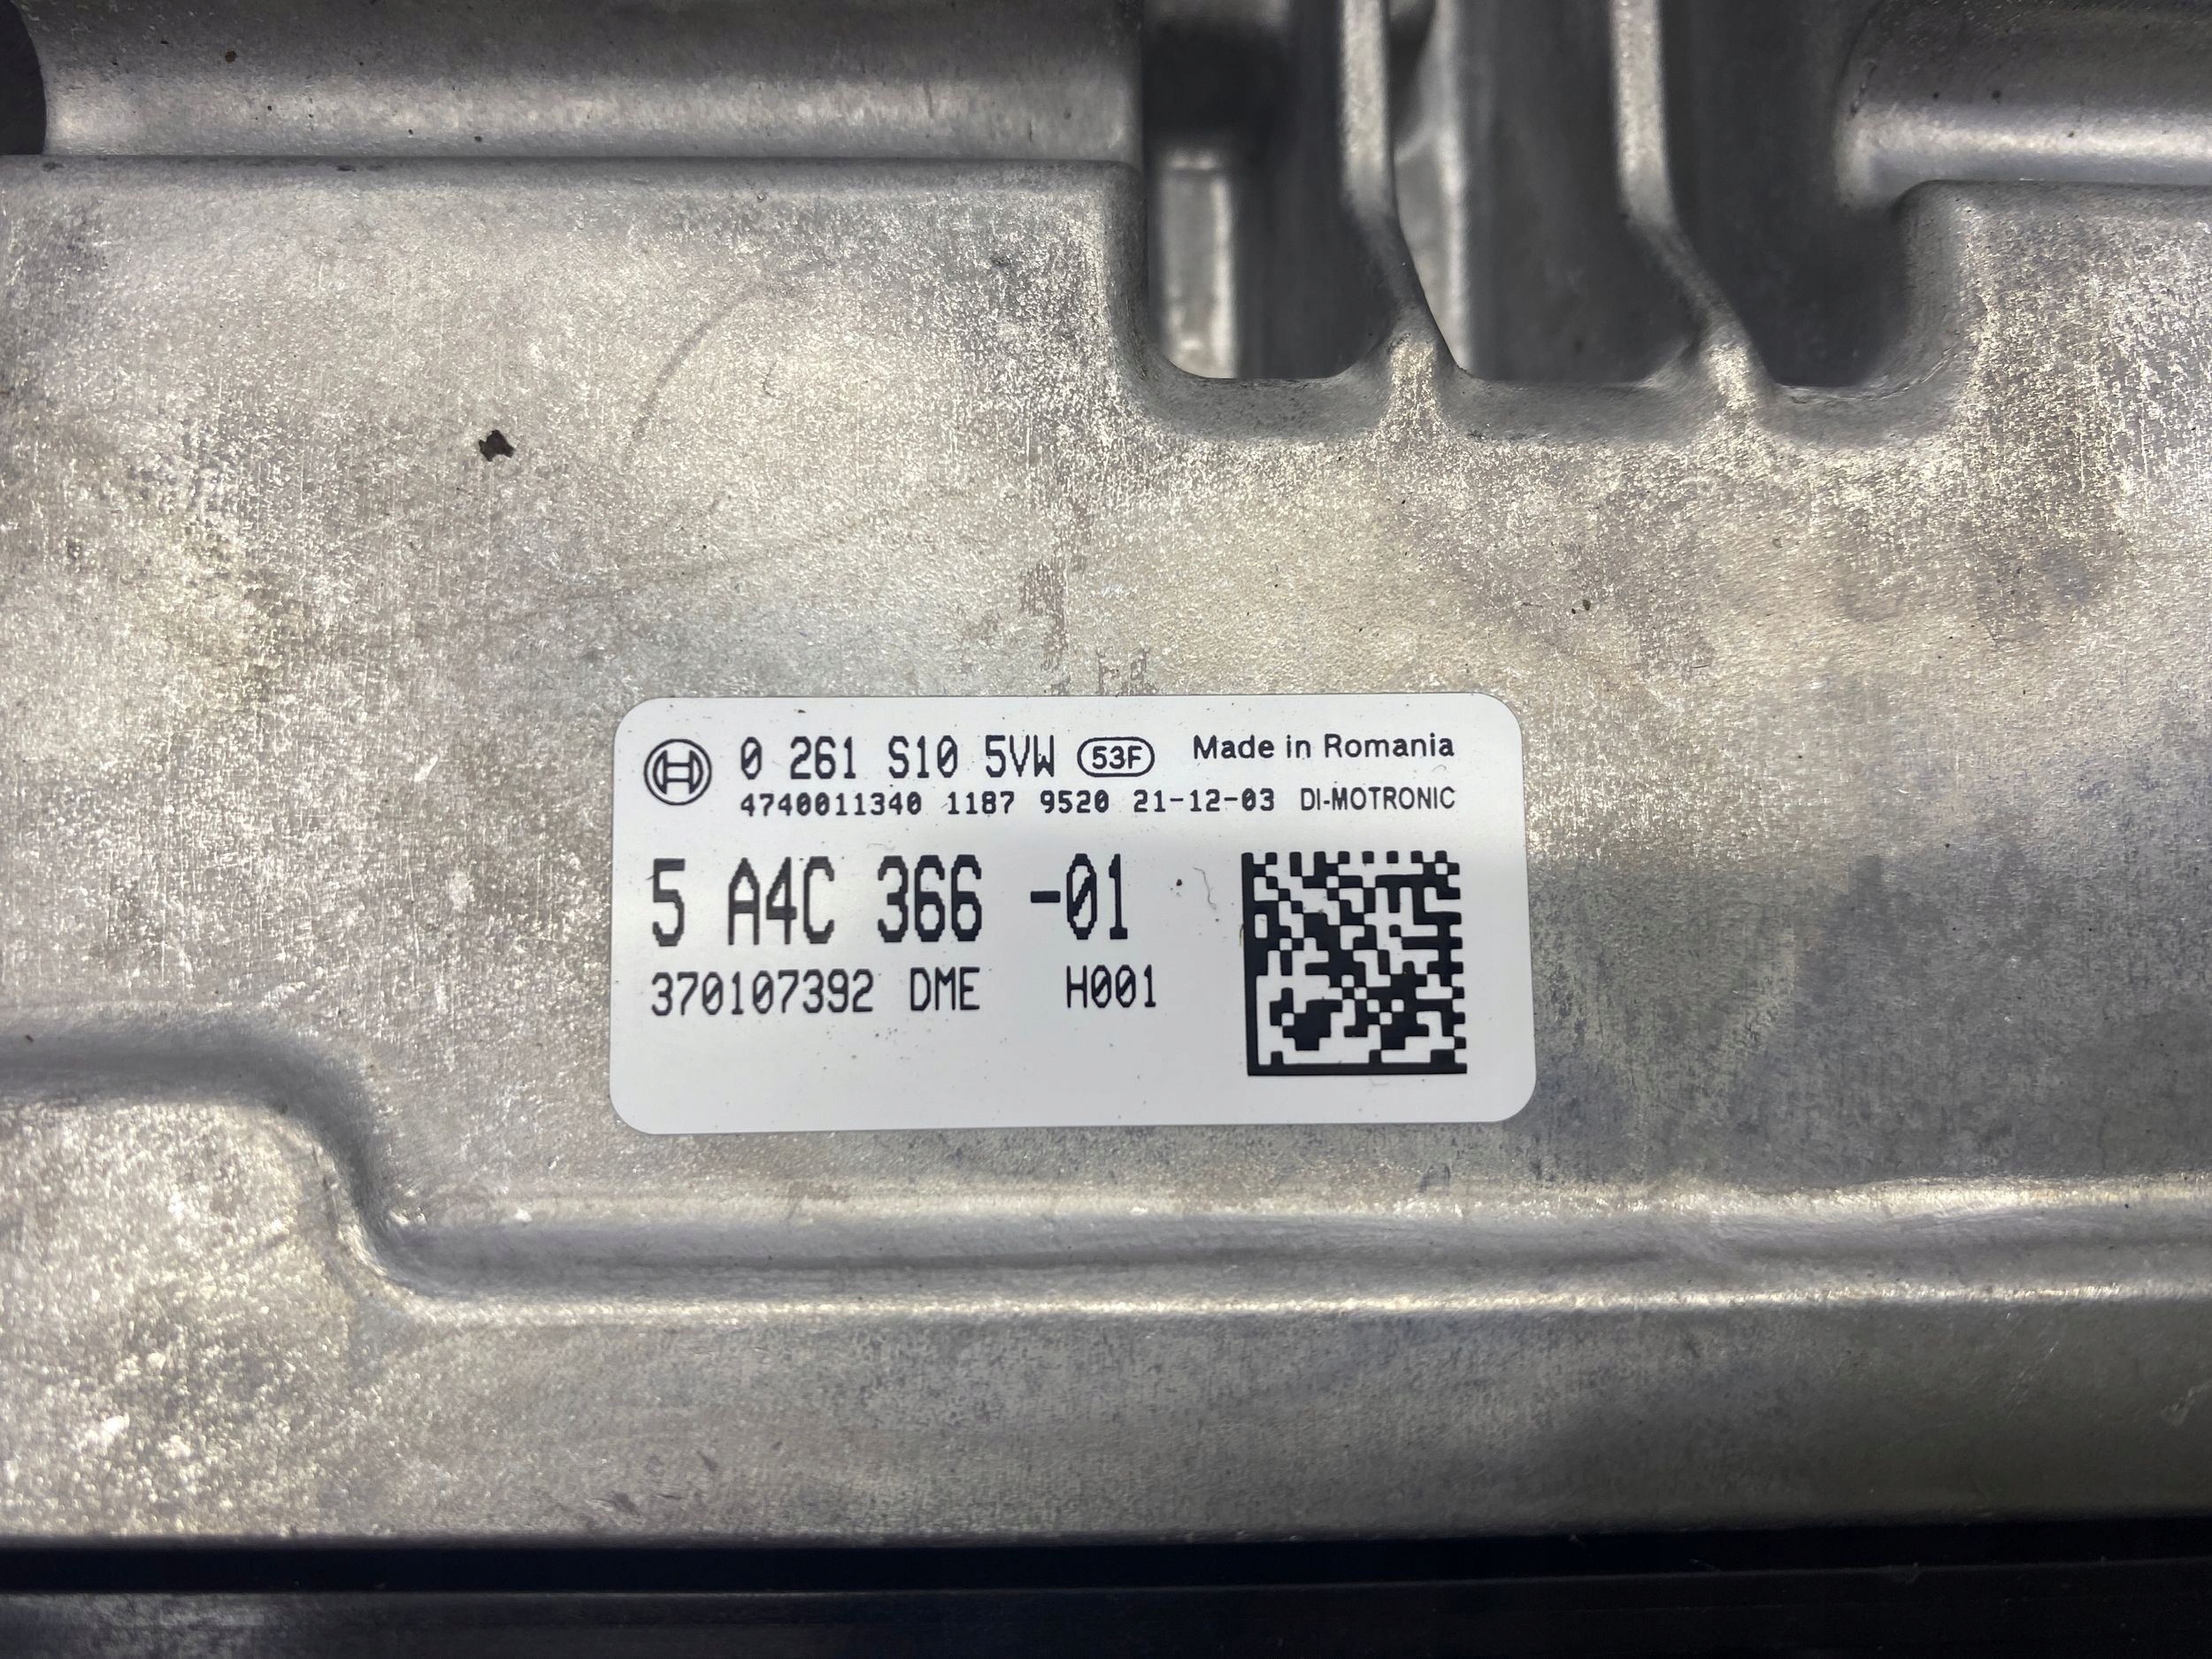 0 261 S10 5VW 53F Made in Romania
4740011340 1187 9520 21-12-03 DI-MOTRONIC
5 A4C 366 -01
370107392 DME H001